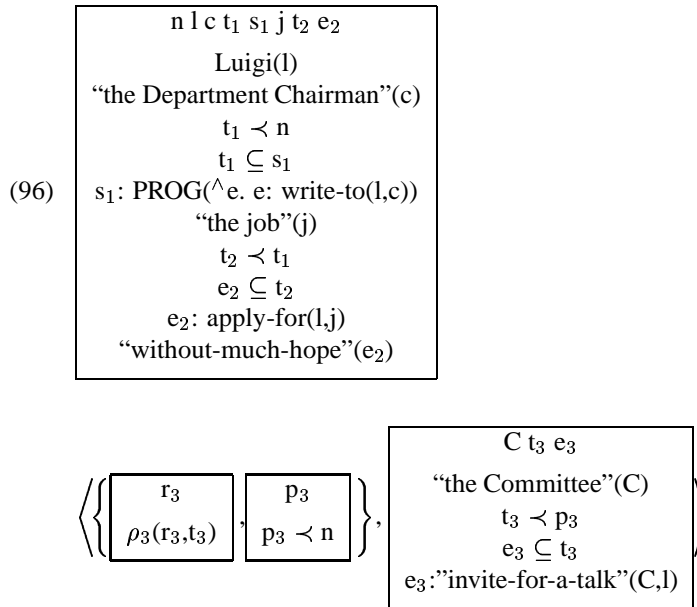 n l c t₁ s₁ j t₂ e₂
Luigi(l)
“the Department Chairman”(c)
t₁ ≺ n
t₁ ⊆ s₁
(96) s₁: PROG(^e. e: write-to(l,c))
“the job”(j)
t₂ ≺ t₁
e₂ ⊆ t₂
e₂: apply-for(l,j)
“without-much-hope”(e₂)
⟨{ r₃
ρ₃(r₃,t₃) , p₃
p₃ ≺ n }, C t₃ e₃
“the Committee”(C)
t₃ ≺ p₃
e₃ ⊆ t₃
e₃:”invite-for-a-talk”(C,l) ⟩